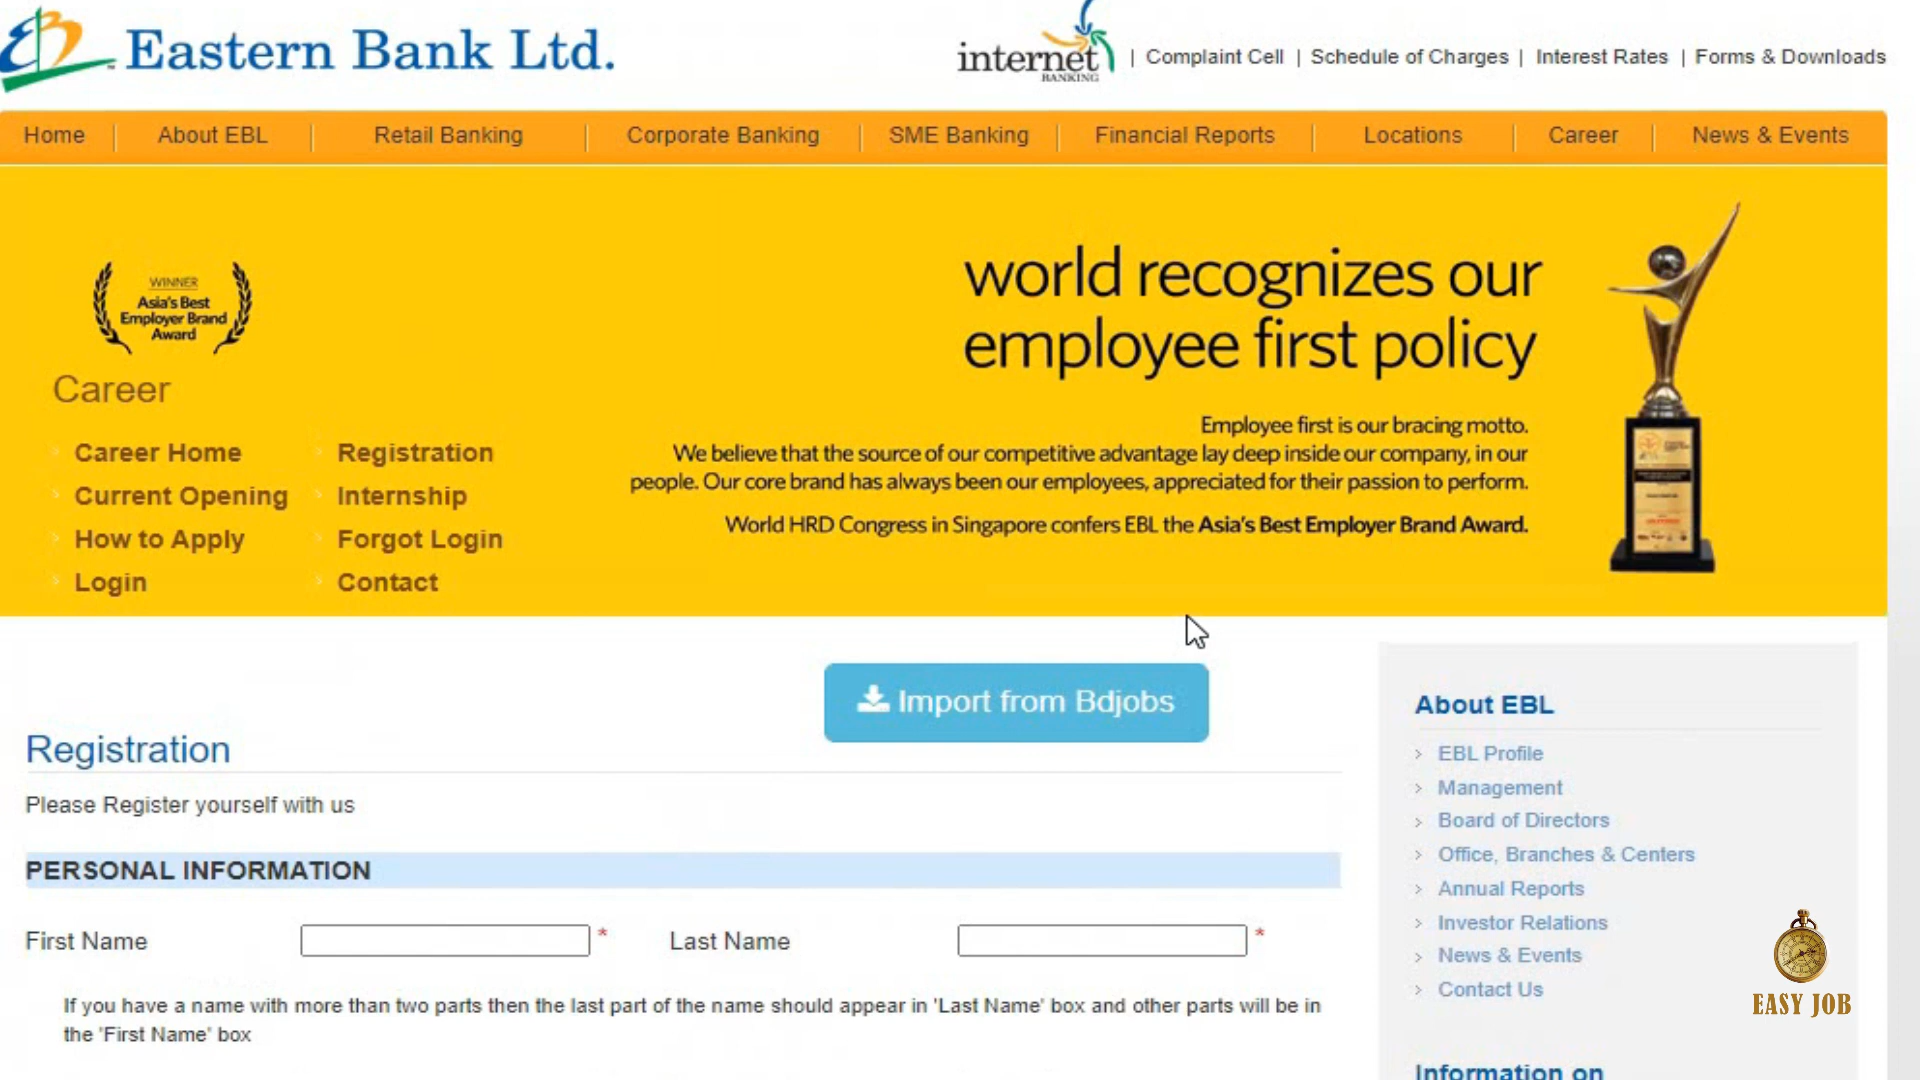 EB Eastern Bank Ltd.
internet BANKING | Complaint Cell | Schedule of Charges | Interest Rates | Forms & Downloads
Home About EBL Retail Banking Corporate Banking SME Banking Financial Reports Locations Career News & Events
WINNER
Asia's Best
Employer Brand
Award
world recognizes our
employee first policy
Career
Employee first is our bracing motto.
We believe that the source of our competitive advantage lay deep inside our company, in our
people. Our core brand has always been our employees, appreciated for their passion to perform.
World HRD Congress in Singapore confers EBL the Asia's Best Employer Brand Award.
Career Home Registration
Current Opening Internship
How to Apply Forgot Login
Login Contact
Import from Bdjobs
Registration
Please Register yourself with us
PERSONAL INFORMATION
First Name * Last Name *
If you have a name with more than two parts then the last part of the name should appear in 'Last Name' box and other parts will be in
the 'First Name' box
About EBL
EBL Profile
Management
Board of Directors
Office, Branches & Centers
Annual Reports
Investor Relations
News & Events
Contact Us
Information on
EASY JOB